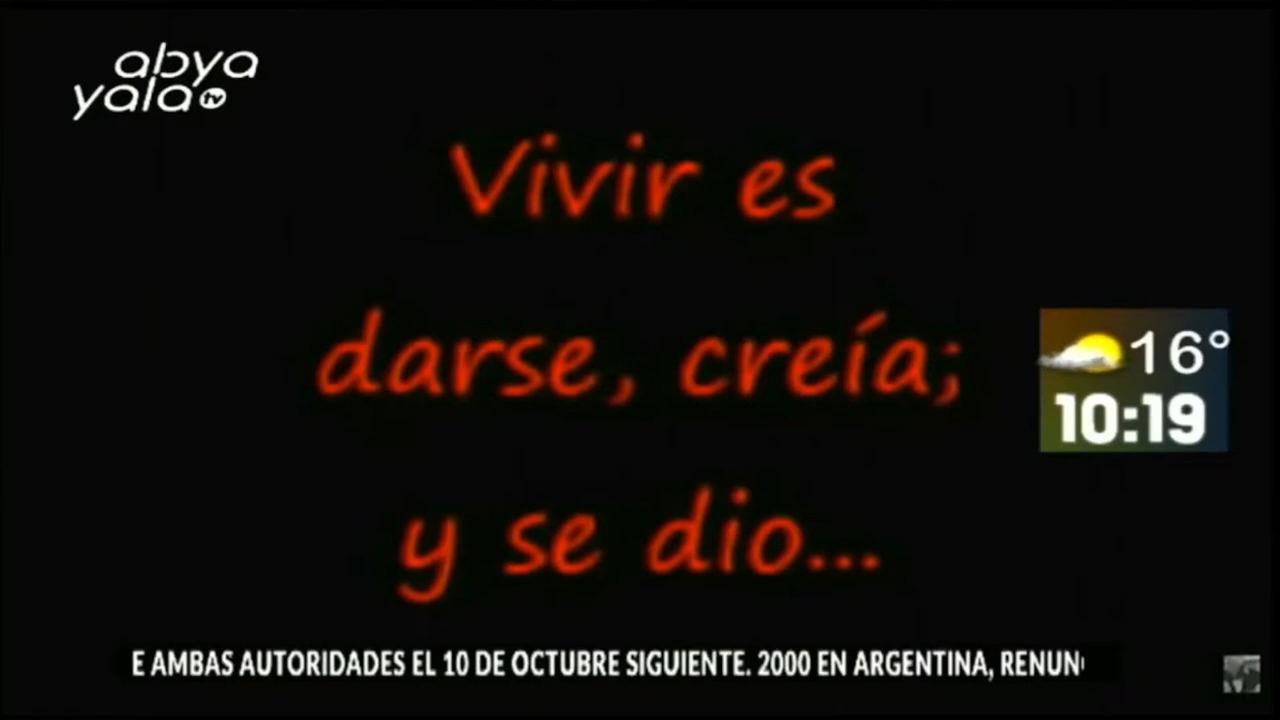 abya
yala tv
Vivir es
darse, creía;
y se dio...
16°
10:19
E AMBAS AUTORIDADES EL 10 DE OCTUBRE SIGUIENTE. 2000 EN ARGENTINA, RENUN